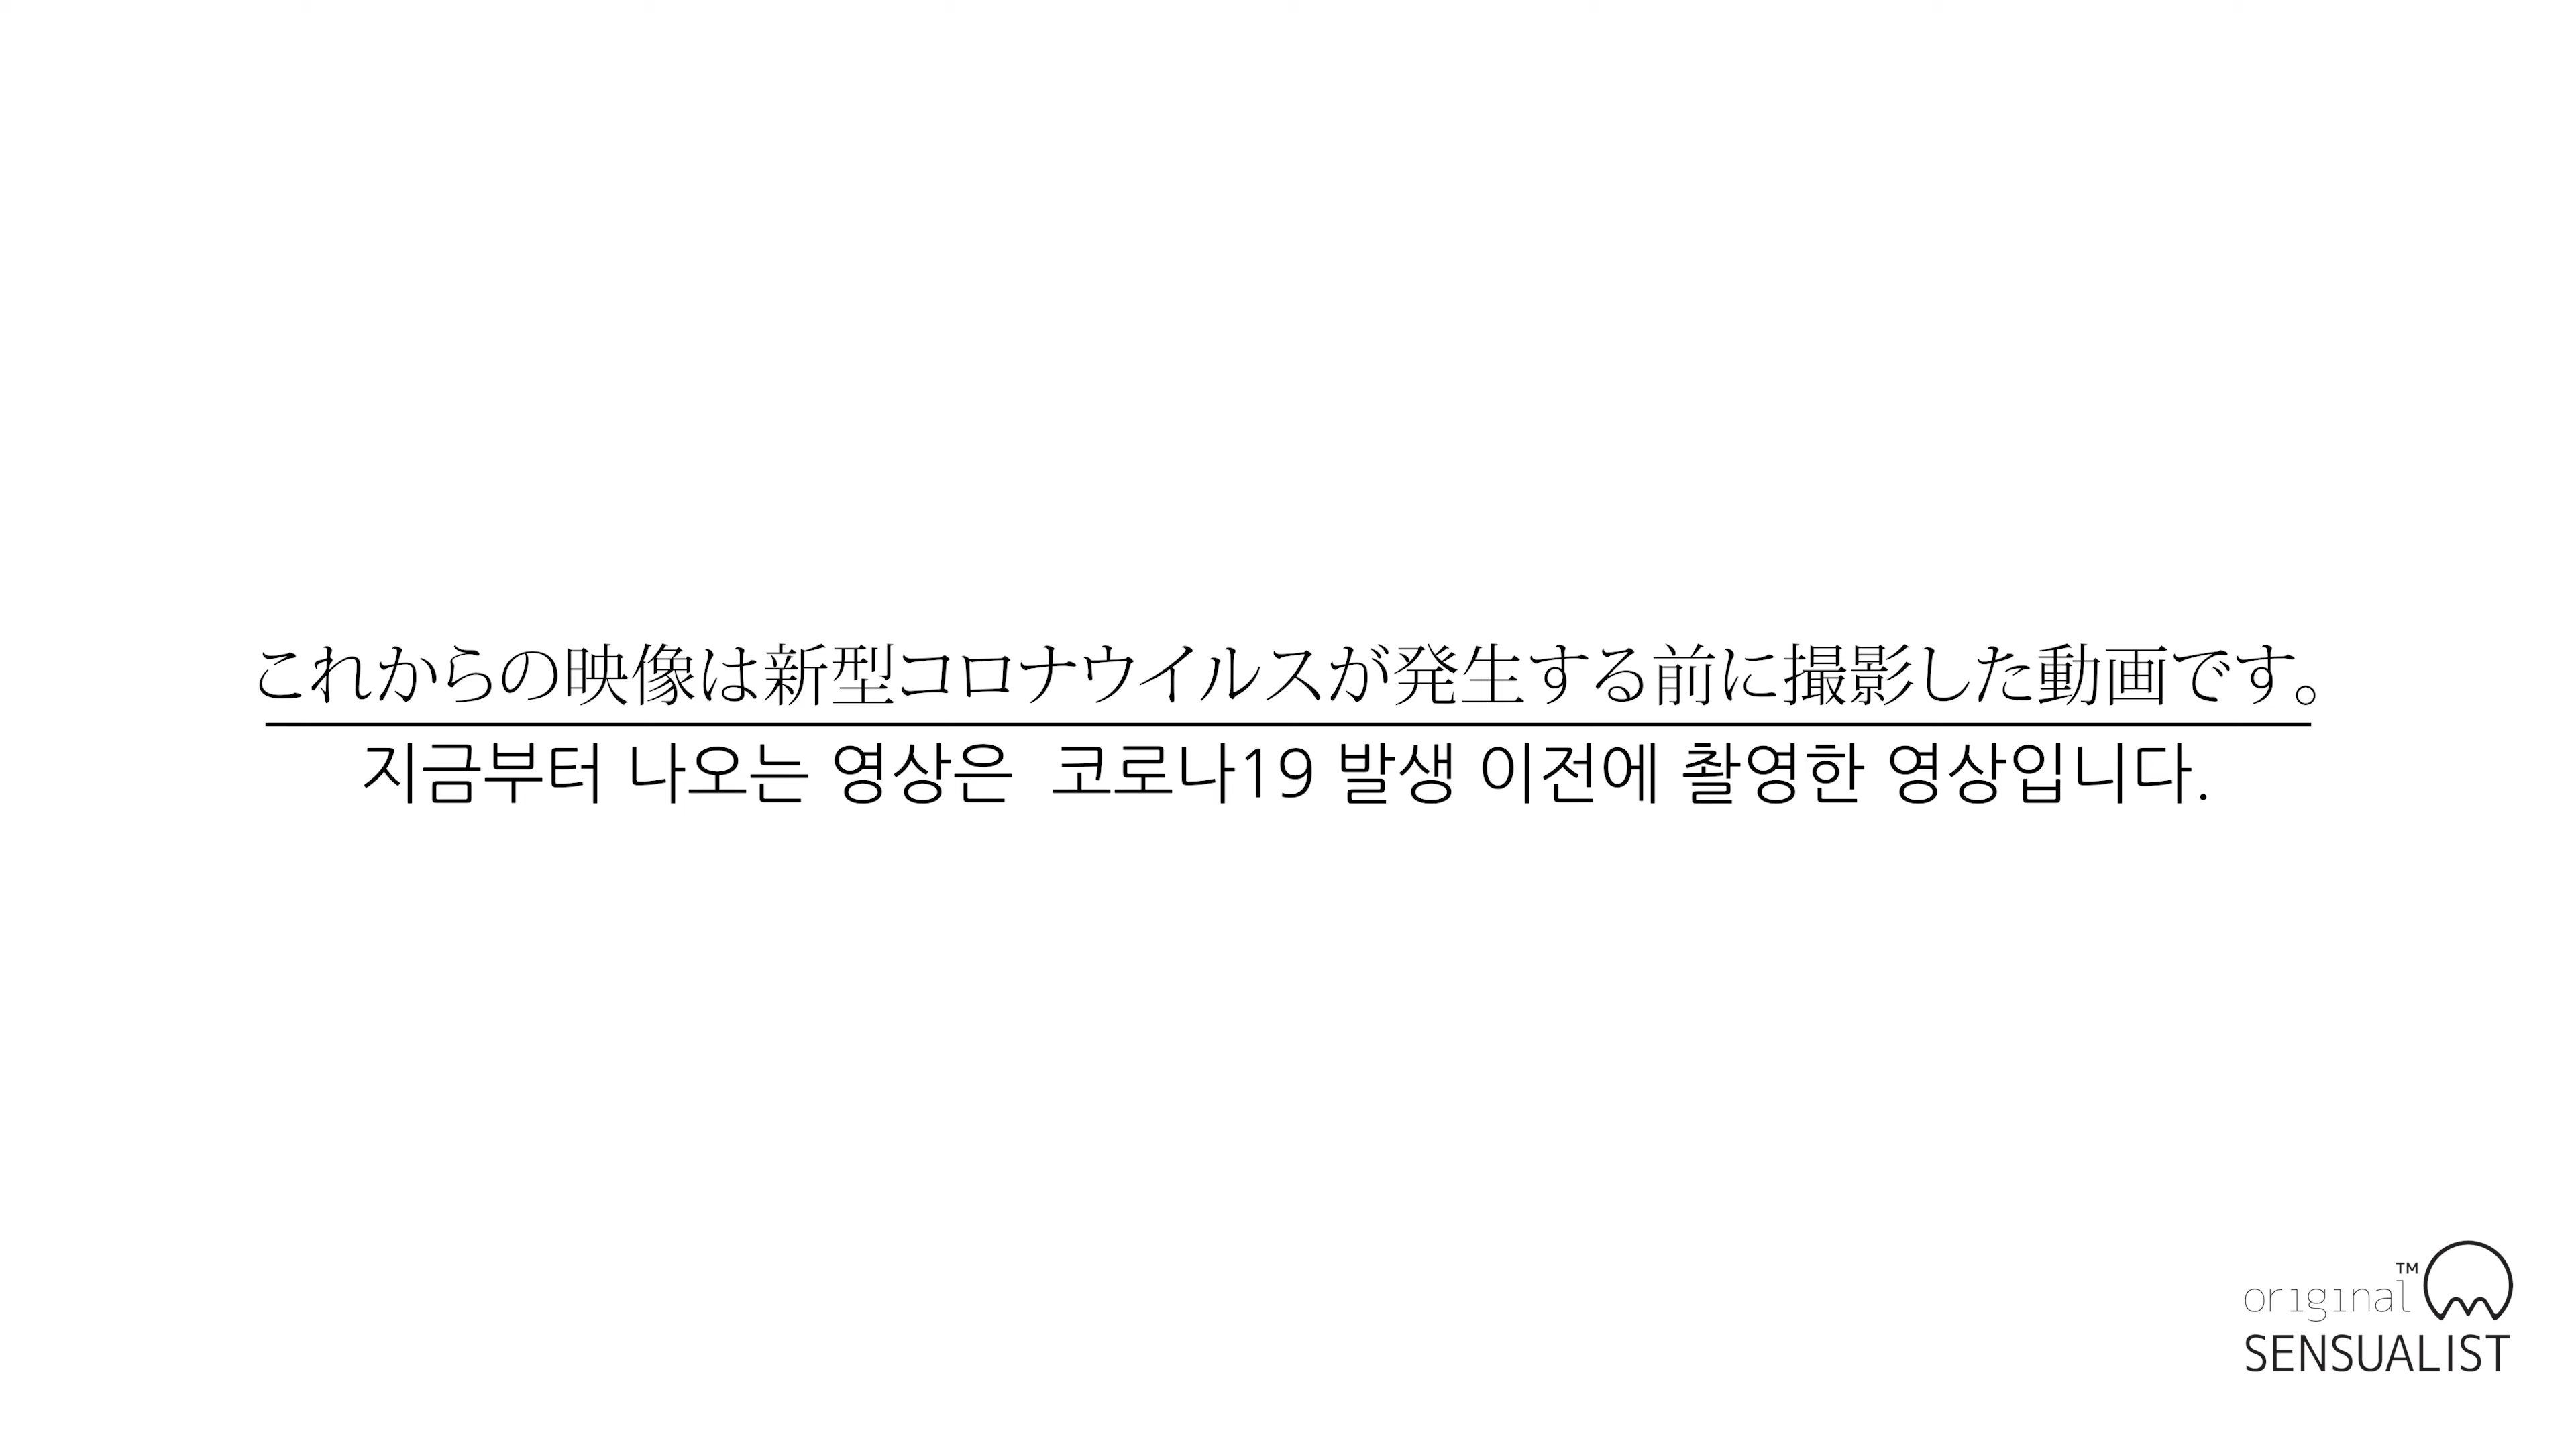 これからの映像は新型コロナウイルスが発生する前に撮影した動画です。
지금부터 나오는 영상은  코로나19 발생 이전에 촬영한 영상입니다.
original™
SENSUALIST